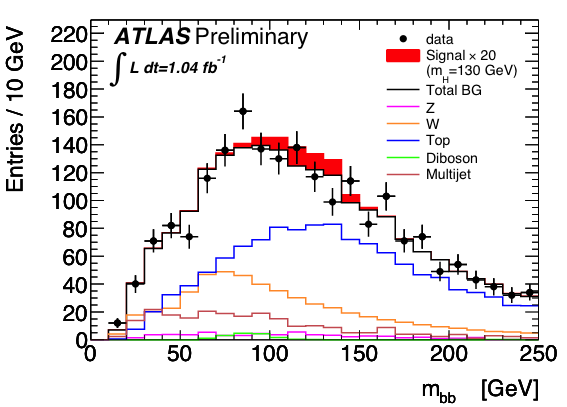 ATLAS Preliminary
∫ L dt=1.04 fb⁻¹
data
Signal × 20
(m_H=130 GeV)
Total BG
Z
W
Top
Diboson
Multijet
Entries / 10 GeV
220
200
180
160
140
120
100
80
60
40
20
0
0 50 100 150 200 250
m_bb [GeV]